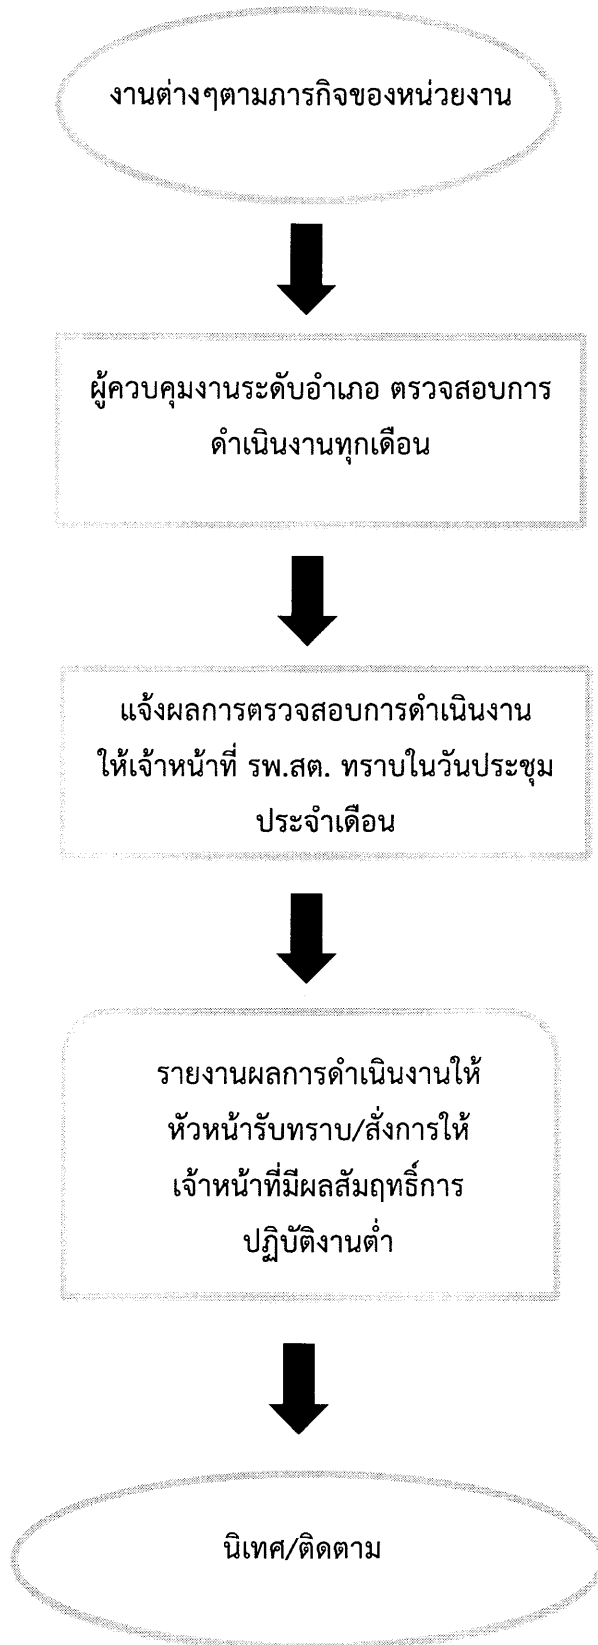 งานต่างๆตามภารกิจของหน่วยงาน
ผู้ควบคุมงานระดับอำเภอ ตรวจสอบการ
ดำเนินงานทุกเดือน
แจ้งผลการตรวจสอบการดำเนินงาน
ให้เจ้าหน้าที่ รพ.สต. ทราบในวันประชุม
ประจำเดือน
รายงานผลการดำเนินงานให้
หัวหน้ารับทราบ/สั่งการให้
เจ้าหน้าที่มีผลสัมฤทธิ์การ
ปฏิบัติงานต่ำ
นิเทศ/ติดตาม